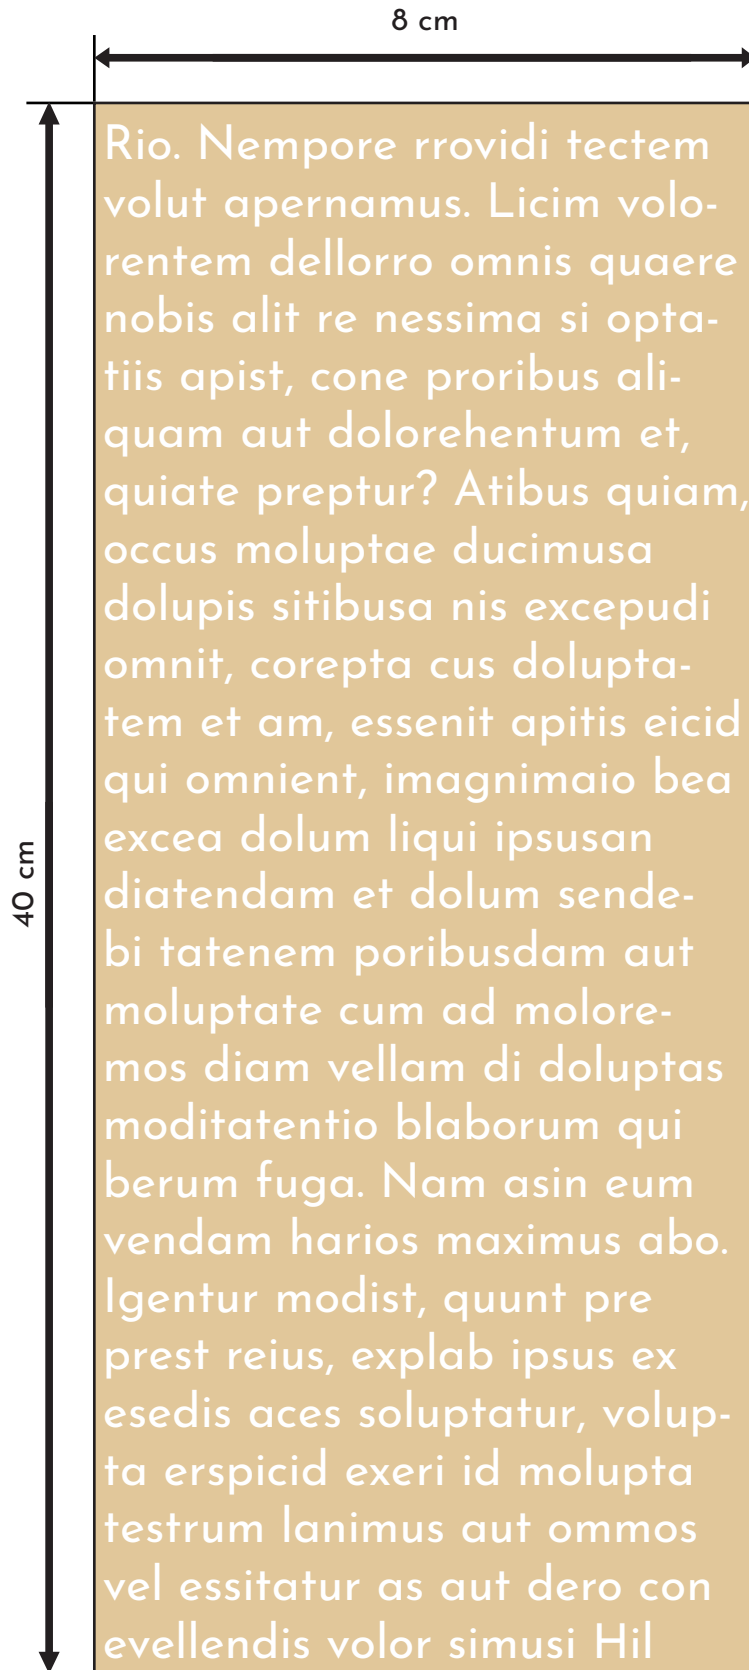 8 cm
40 cm
Rio. Nempore rrovidi tectem
volut apernamus. Licim volo-
rentem dellorro omnis quaere
nobis alit re nessima si opta-
tiis apist, cone proribus ali-
quam aut dolorehentum et,
quiate preptur? Atibus quiam,
occus moluptae ducimusa
dolupis sitibusa nis excepudi
omnit, corepta cus dolupta-
tem et am, essenit apitis eicid
qui omnient, imagnimaio bea
excea dolum liqui ipsusan
diatendam et dolum sende-
bi tatenem poribusdam aut
moluptate cum ad molore-
mos diam vellam di doluptas
moditatentio blaborum qui
berum fuga. Nam asin eum
vendam harios maximus abo.
Igentur modist, quunt pre
prest reius, explab ipsus ex
esedis aces soluptatur, volup-
ta erspicid exeri id molupta
testrum lanimus aut ommos
vel essitatur as aut dero con
evellendis volor simusi Hil